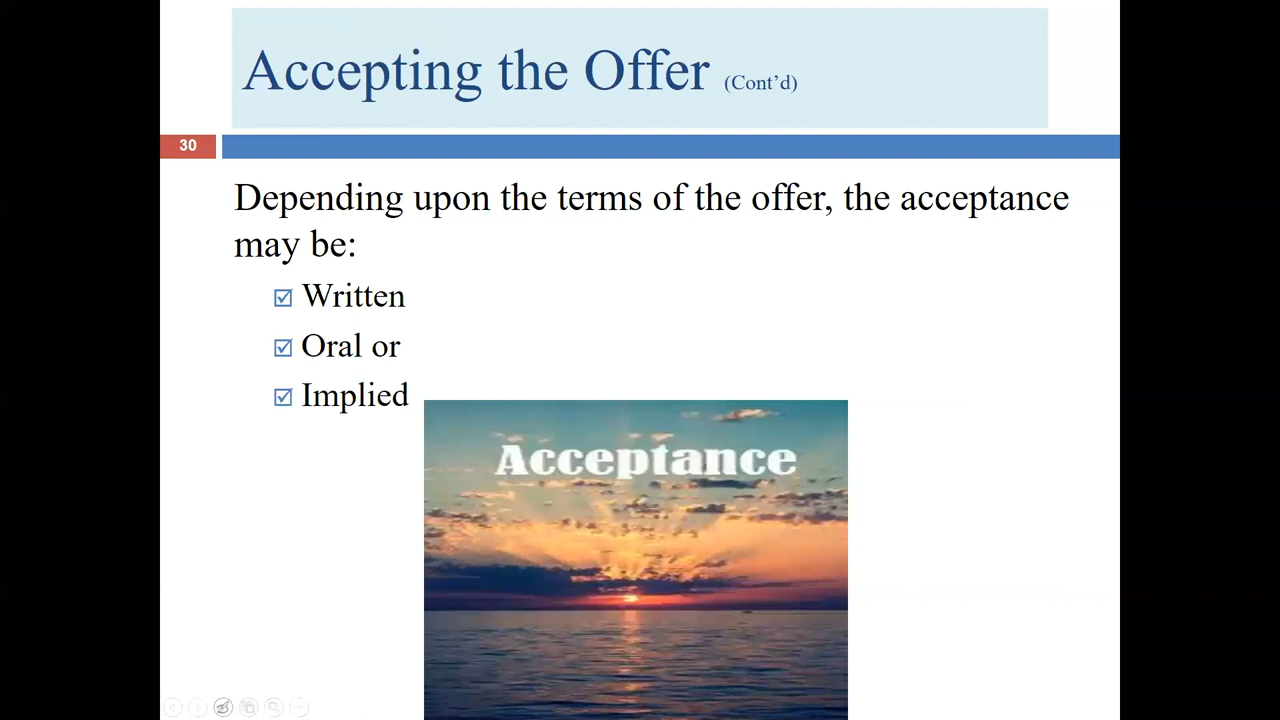 Accepting the Offer (Cont’d)
30
Depending upon the terms of the offer, the acceptance
may be:
Written
Oral or
Implied
Acceptance